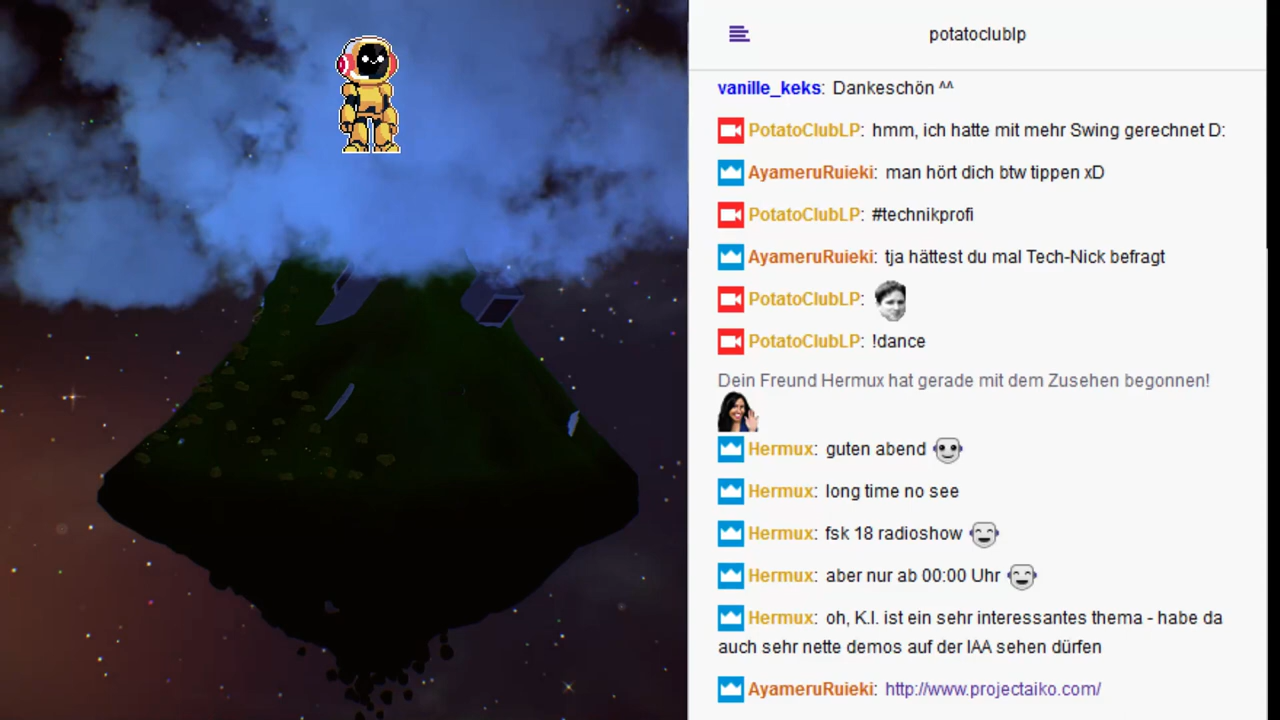 potatoclublp
vanille_keks: Dankeschön ^^
PotatoClubLP: hmm, ich hatte mit mehr Swing gerechnet D:
AyameruRuieki: man hört dich btw tippen xD
PotatoClubLP: #technikprofi
AyameruRuieki: tja hättest du mal Tech-Nick befragt
PotatoClubLP:
PotatoClubLP: !dance
Dein Freund Hermux hat gerade mit dem Zusehen begonnen!
Hermux: guten abend
Hermux: long time no see
Hermux: fsk 18 radioshow
Hermux: aber nur ab 00:00 Uhr
Hermux: oh, K.I. ist ein sehr interessantes thema - habe da
auch sehr nette demos auf der IAA sehen dürfen
AyameruRuieki: http://www.projectaiko.com/